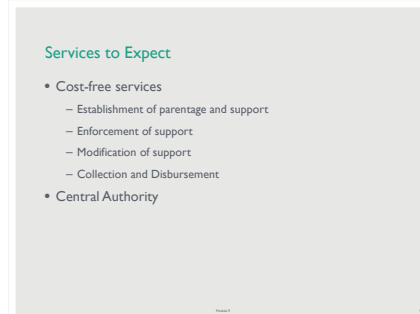 Services to Expect
• Cost-free services
– Establishment of parentage and support
– Enforcement of support
– Modification of support
– Collection and Disbursement
• Central Authority